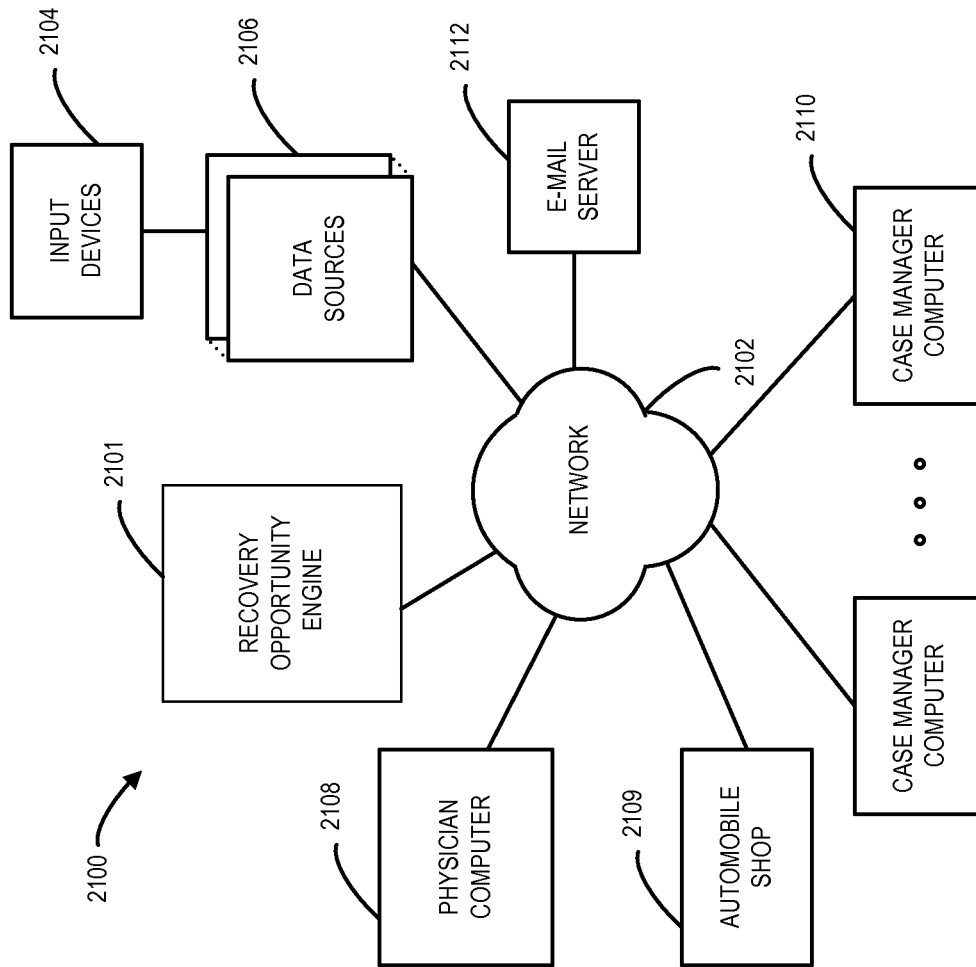 2100
2101
RECOVERY
OPPORTUNITY
ENGINE
2104
INPUT
DEVICES
2106
DATA
SOURCES
2108
PHYSICIAN
COMPUTER
NETWORK
2102
2112
E-MAIL
SERVER
2109
AUTOMOBILE
SHOP
CASE MANAGER
COMPUTER
2110
CASE MANAGER
COMPUTER